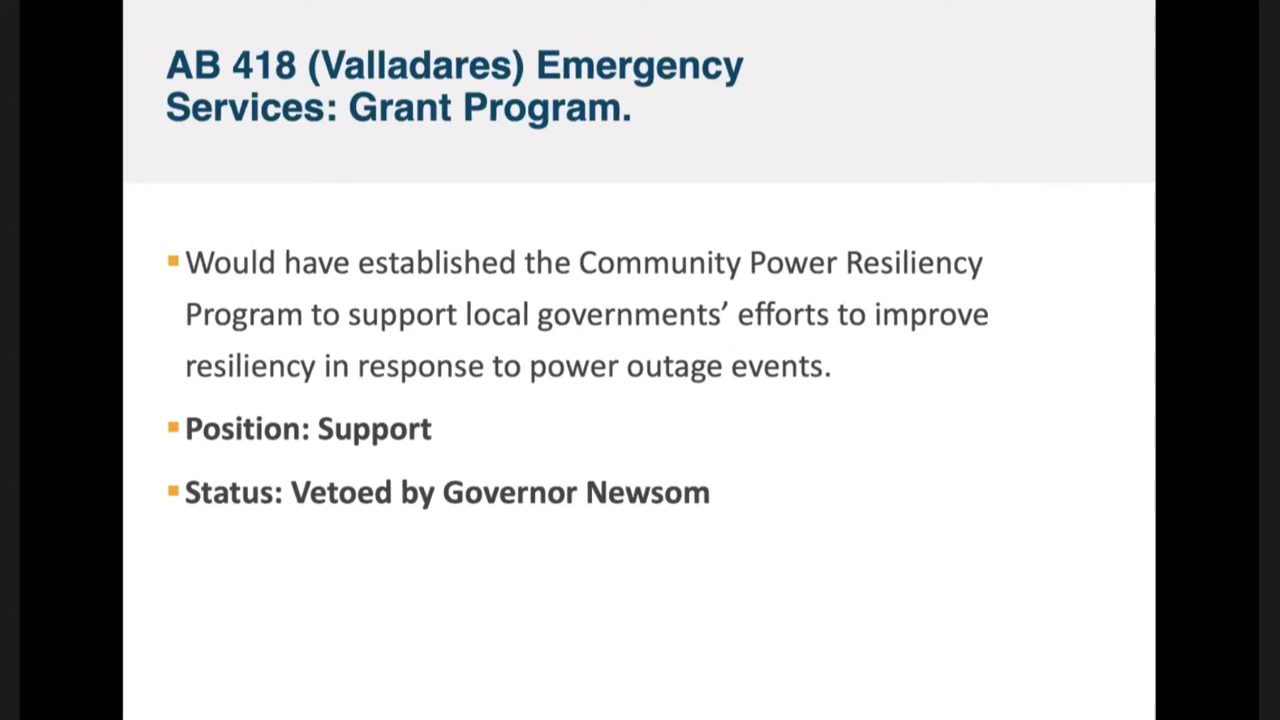 AB 418 (Valladares) Emergency
Services: Grant Program.
Would have established the Community Power Resiliency
Program to support local governments’ efforts to improve
resiliency in response to power outage events.
Position: Support
Status: Vetoed by Governor Newsom